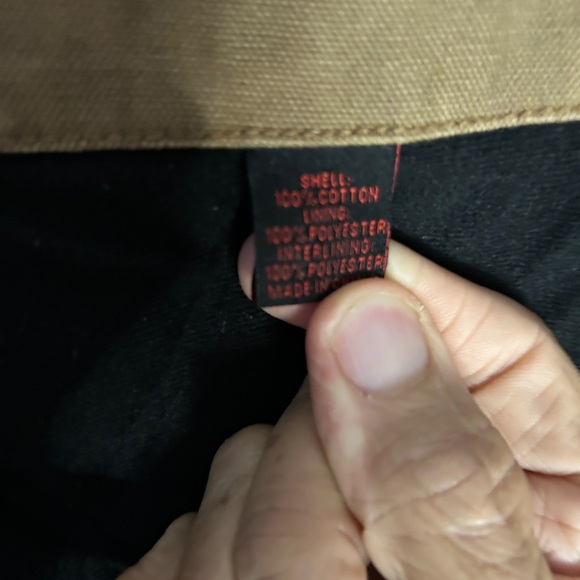 SHELL:
100%COTTON
LINING:
100%POLYESTER
INTERLINING:
100%POLYESTER
MADE IN